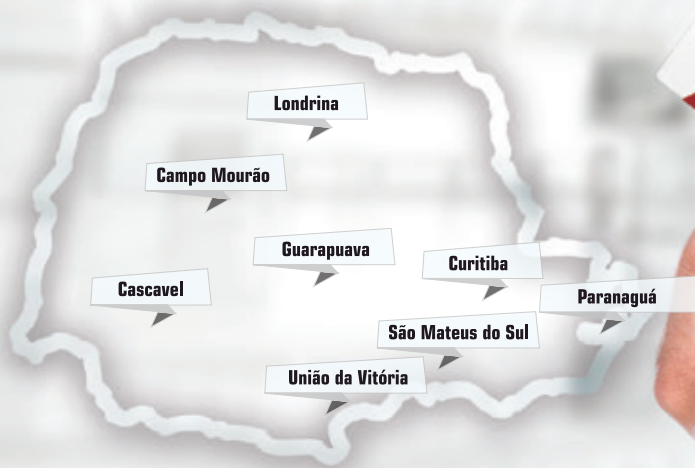 Londrina
Campo Mourão
Guarapuava
Curitiba
Cascavel
Paranaguá
São Mateus do Sul
União da Vitória